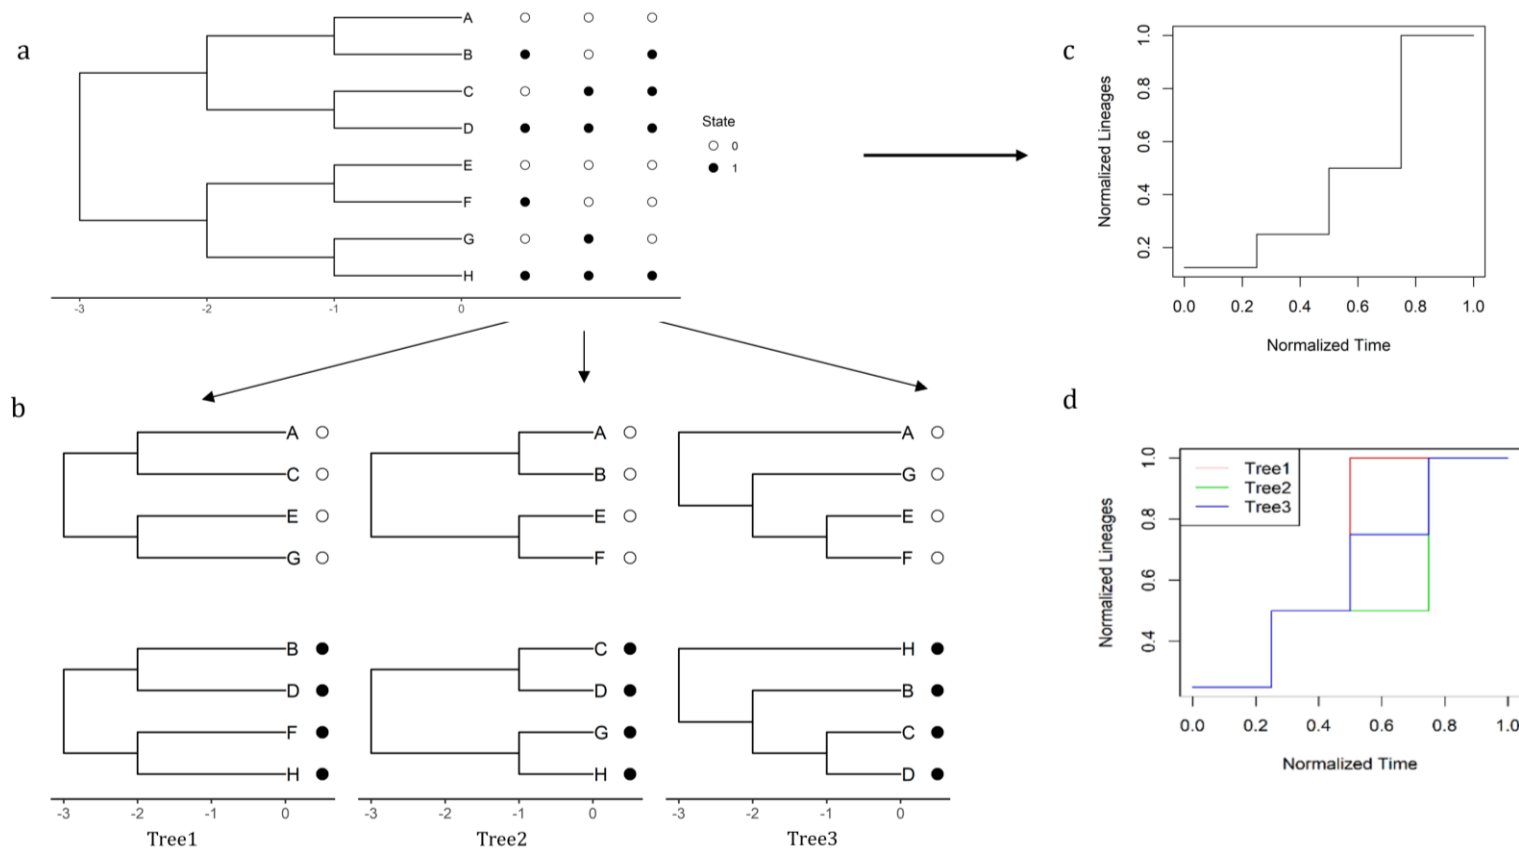 a
A
B
C
D
E
F
G
H
State
0
1
-3 -2 -1 0
c
Normalized Lineages
1.0
0.8
0.6
0.4
0.2
0.0 0.2 0.4 0.6 0.8 1.0
Normalized Time
b
A
C
E
G
B
D
F
H
-3 -2 -1 0
Tree1
A
B
E
F
C
D
G
H
-3 -2 -1 0
Tree2
A
G
E
F
H
B
C
D
-3 -2 -1 0
Tree3
d
Normalized Lineages
1.0
0.8
0.6
0.4
Tree1
Tree2
Tree3
0.0 0.2 0.4 0.6 0.8 1.0
Normalized Time